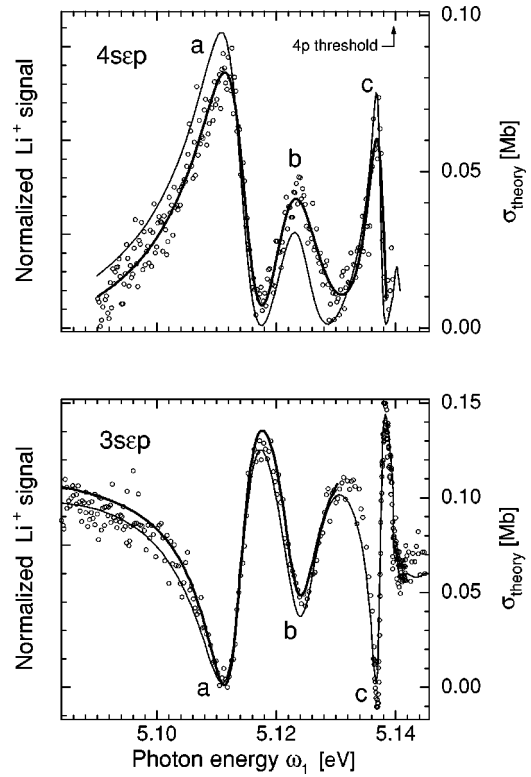 4sεp
a
4p threshold
c
b
0.10
0.05
0.00
Normalized Li⁺ signal
σtheory [Mb]
3sεp
a
b
c
0.15
0.10
0.05
0.00
Normalized Li⁺ signal
σtheory [Mb]
5.10
5.12
5.14
Photon energy ω₁ [eV]